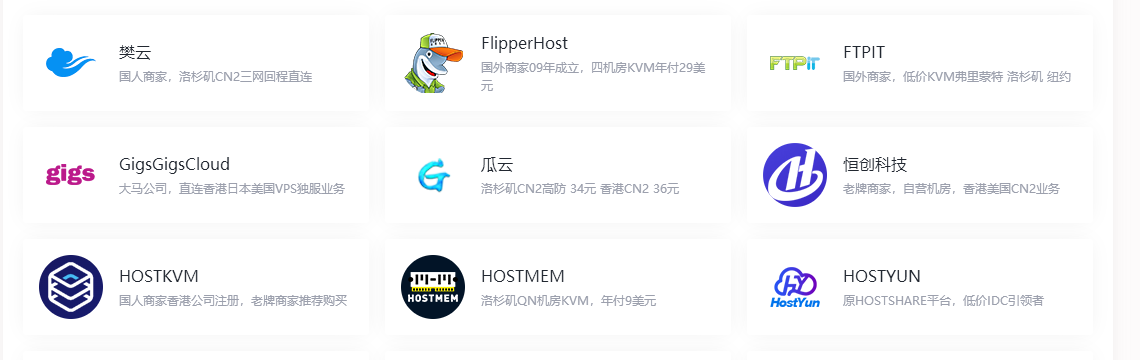 樊云
国人商家，洛杉矶CN2三网回程直连
FLIPPER
HOST
FlipperHost
国外商家09年成立，四机房KVM年付29美
元
FTPIT
FTPIT
国外商家，低价KVM弗里蒙特 洛杉矶 纽约
gigs
GigsGigsCloud
大马公司，直连香港日本美国VPS独服业务
瓜云
洛杉矶CN2高防 34元 香港CN2 36元
恒创科技
老牌商家，自营机房，香港美国CN2业务
HOSTKVM
国人商家香港公司注册，老牌商家推荐购买
HOSTMEM
HOSTMEM
洛杉矶QN机房KVM，年付9美元
HostYun
HOSTYUN
原HOSTSHARE平台，低价IDC引领者